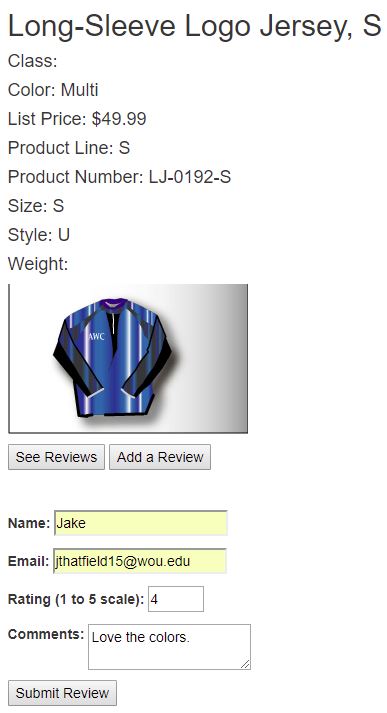 Long-Sleeve Logo Jersey, S
Class:
Color: Multi
List Price: $49.99
Product Line: S
Product Number: LJ-0192-S
Size: S
Style: U
Weight:
AWC
See Reviews Add a Review
Name: Jake
Email: jthatfield15@wou.edu
Rating (1 to 5 scale): 4
Comments: Love the colors.
Submit Review